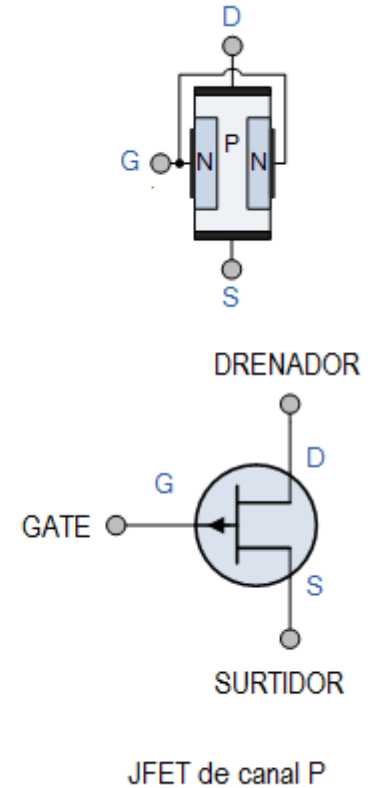 D
P
G N N
S
DRENADOR
D
G
GATE
S
SURTIDOR
JFET de canal P